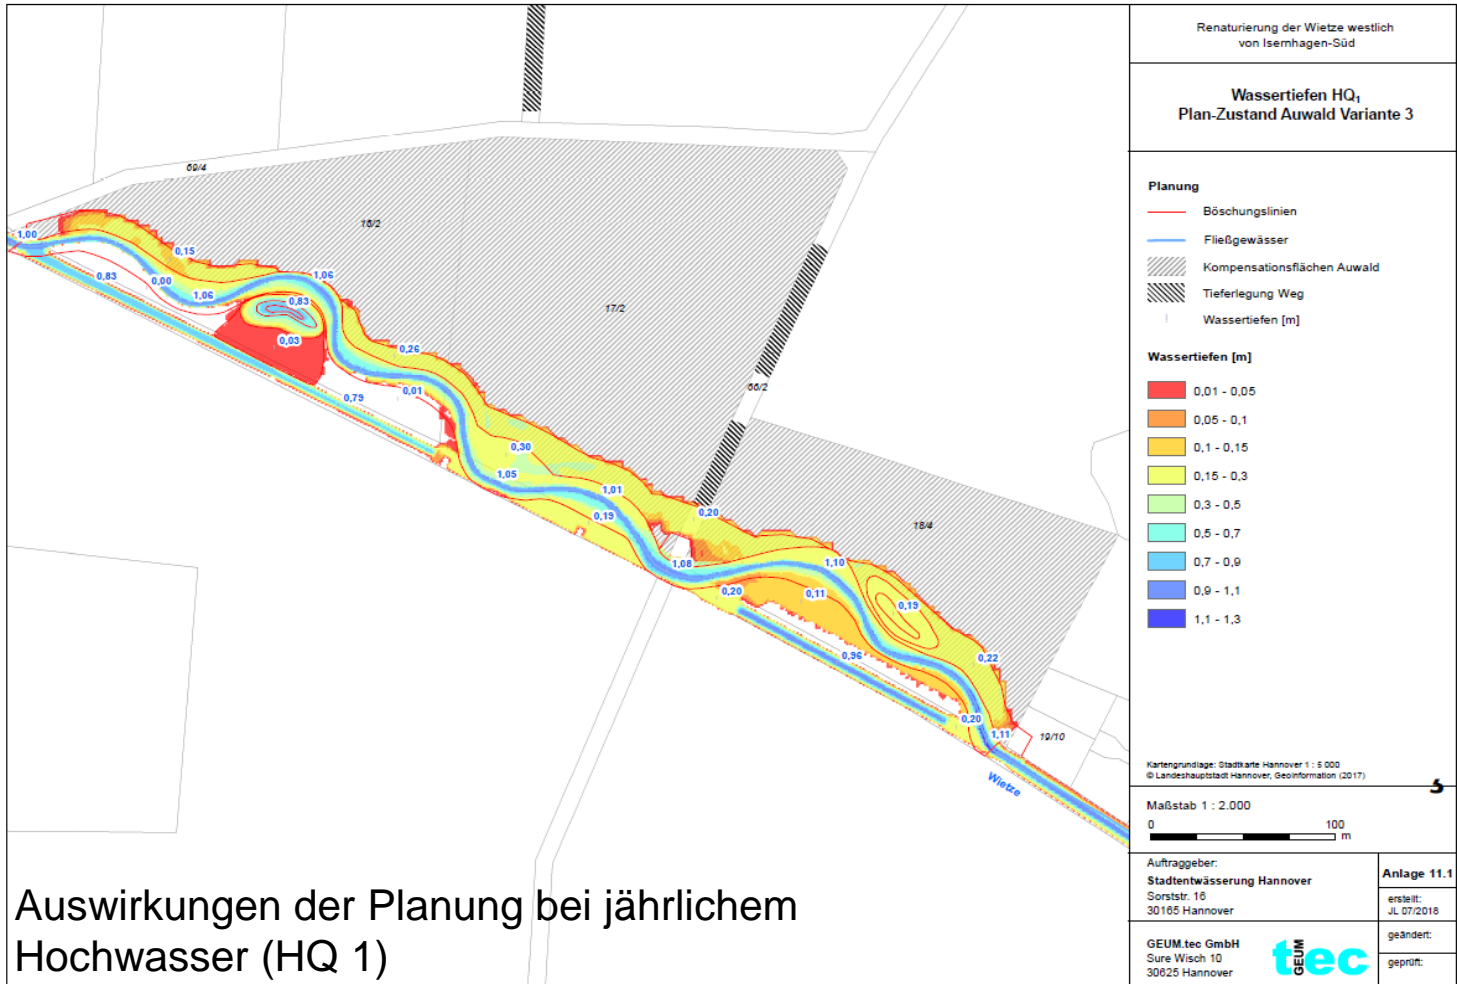 Renaturierung der Wietze westlich
von Isernhagen-Süd
Wassertiefen HQ₁
Plan-Zustand Auwald Variante 3
Planung
Böschungslinien
Fließgewässer
Kompensationsflächen Auwald
Tieferlegung Weg
Wassertiefen [m]
Wassertiefen [m]
0,01 - 0,05
0,05 - 0,1
0,1 - 0,15
0,15 - 0,3
0,3 - 0,5
0,5 - 0,7
0,7 - 0,9
0,9 - 1,1
1,1 - 1,3
Kartengrundlage: Stadtkarte Hannover 1 : 5 000
© Landeshauptstadt Hannover, Geoinformation (2017)
5
Maßstab 1 : 2.000
0 100
m
Auftraggeber:
Stadtentwässerung Hannover
Sorststr. 16
30165 Hannover
Anlage 11.1
erstellt:
JL 07/2018
geändert:
geprüft:
GEUM.tec GmbH
Sure Wisch 10
30625 Hannover
GEUM tec
69/4
16/2
17/2
66/2
18/4
19/10
1,00
0,83
0,15
0,00
1,06
1,06
0,83
0,03
0,26
0,01
0,79
0,30
1,05
1,01
0,19
0,20
1,08
1,10
0,20
0,11
0,19
0,96
0,22
0,20
1,11
Wietze
Auswirkungen der Planung bei jährlichem
Hochwasser (HQ 1)